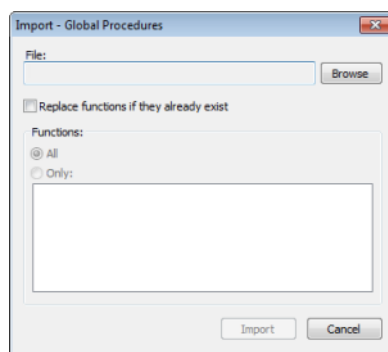 Import - Global Procedures
File:
Browse
Replace functions if they already exist
Functions:
All
Only:
Import Cancel